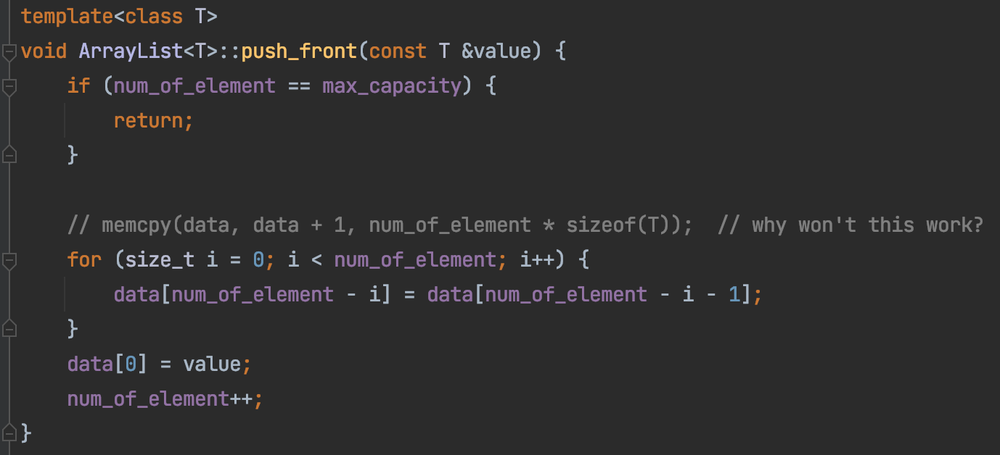 template<class T>
void ArrayList<T>::push_front(const T &value) {
    if (num_of_element == max_capacity) {
        return;
    }

    // memcpy(data, data + 1, num_of_element * sizeof(T));  // why won't this work?
    for (size_t i = 0; i < num_of_element; i++) {
        data[num_of_element - i] = data[num_of_element - i - 1];
    }
    data[0] = value;
    num_of_element++;
}